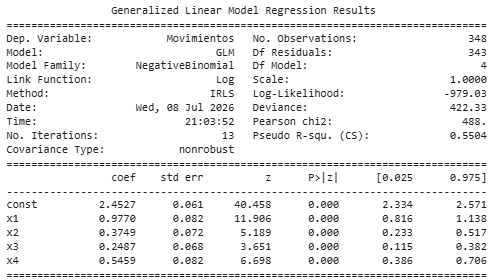 Generalized Linear Model Regression Results
==============================================================================
Dep. Variable:            Movimientos   No. Observations:                  348
Model:                            GLM   Df Residuals:                      343
Model Family:        NegativeBinomial   Df Model:                            4
Link Function:                    Log   Scale:                          1.0000
Method:                          IRLS   Log-Likelihood:                -979.03
Date:                Wed, 08 Jul 2026   Deviance:                       422.33
Time:                        21:03:52   Pearson chi2:                     488.
No. Iterations:                    13   Pseudo R-squ. (CS):             0.5504
Covariance Type:            nonrobust
==============================================================================
coef    std err          z      P>|z|      [0.025      0.975]
------------------------------------------------------------------------------
const          2.4527      0.061     40.458      0.000       2.334       2.571
x1             0.9770      0.082     11.906      0.000       0.816       1.138
x2             0.3749      0.072      5.189      0.000       0.233       0.517
x3             0.2487      0.068      3.651      0.000       0.115       0.382
x4             0.5459      0.082      6.698      0.000       0.386       0.706
==============================================================================